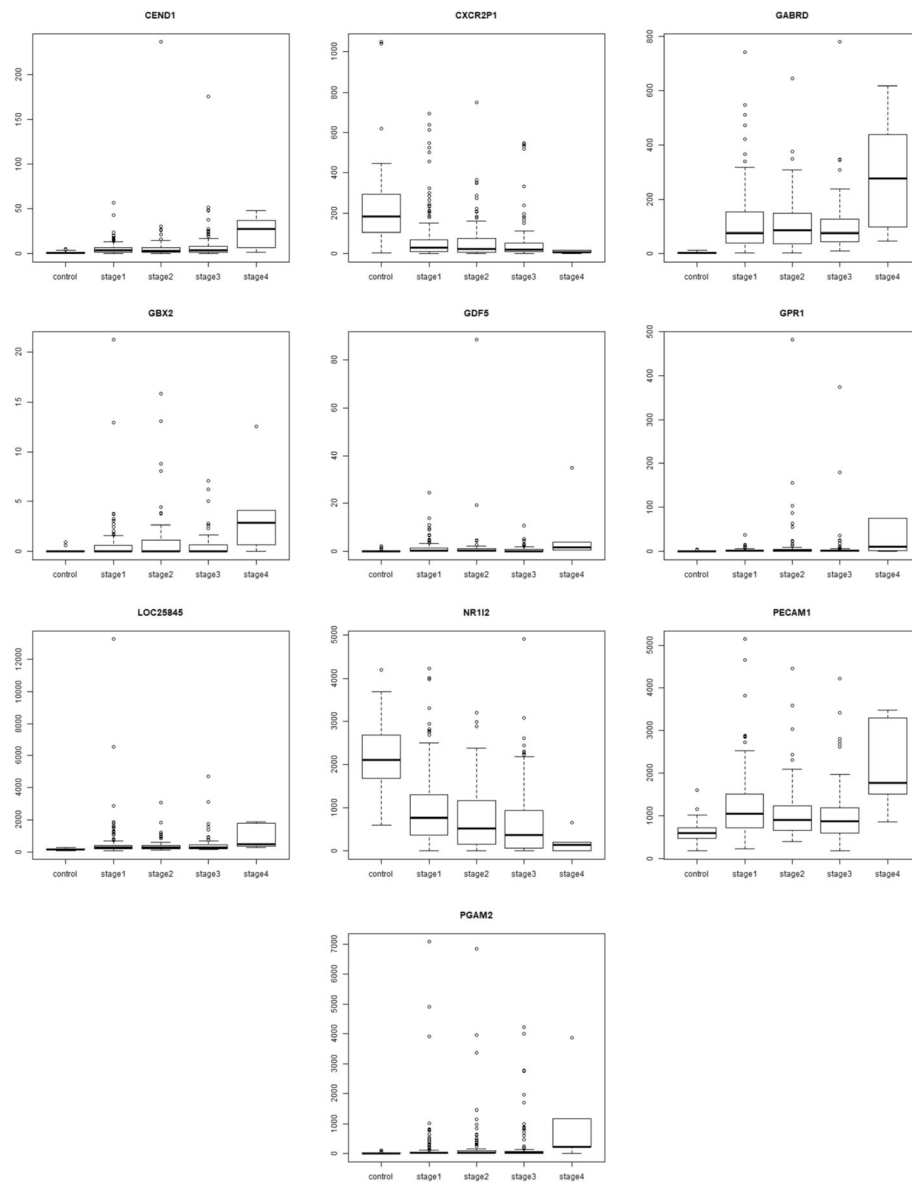 CEND1
CXCR2P1
GABRD
0
50
100
150
200
0
200
400
600
800
1000
0
200
400
600
800
control stage1 stage2 stage3 stage4
control stage1 stage2 stage3 stage4
control stage1 stage2 stage3 stage4
GBX2
GDF5
GPR1
0
5
10
15
20
0
20
40
60
80
0
100
200
300
400
500
control stage1 stage2 stage3 stage4
control stage1 stage2 stage3 stage4
control stage1 stage2 stage3 stage4
LOC25845
NR1I2
PECAM1
0
2000
4000
6000
8000
10000
12000
0
1000
2000
3000
4000
5000
0
1000
2000
3000
4000
5000
control stage1 stage2 stage3 stage4
control stage1 stage2 stage3 stage4
control stage1 stage2 stage3 stage4
PGAM2
0
1000
2000
3000
4000
5000
6000
7000
control stage1 stage2 stage3 stage4